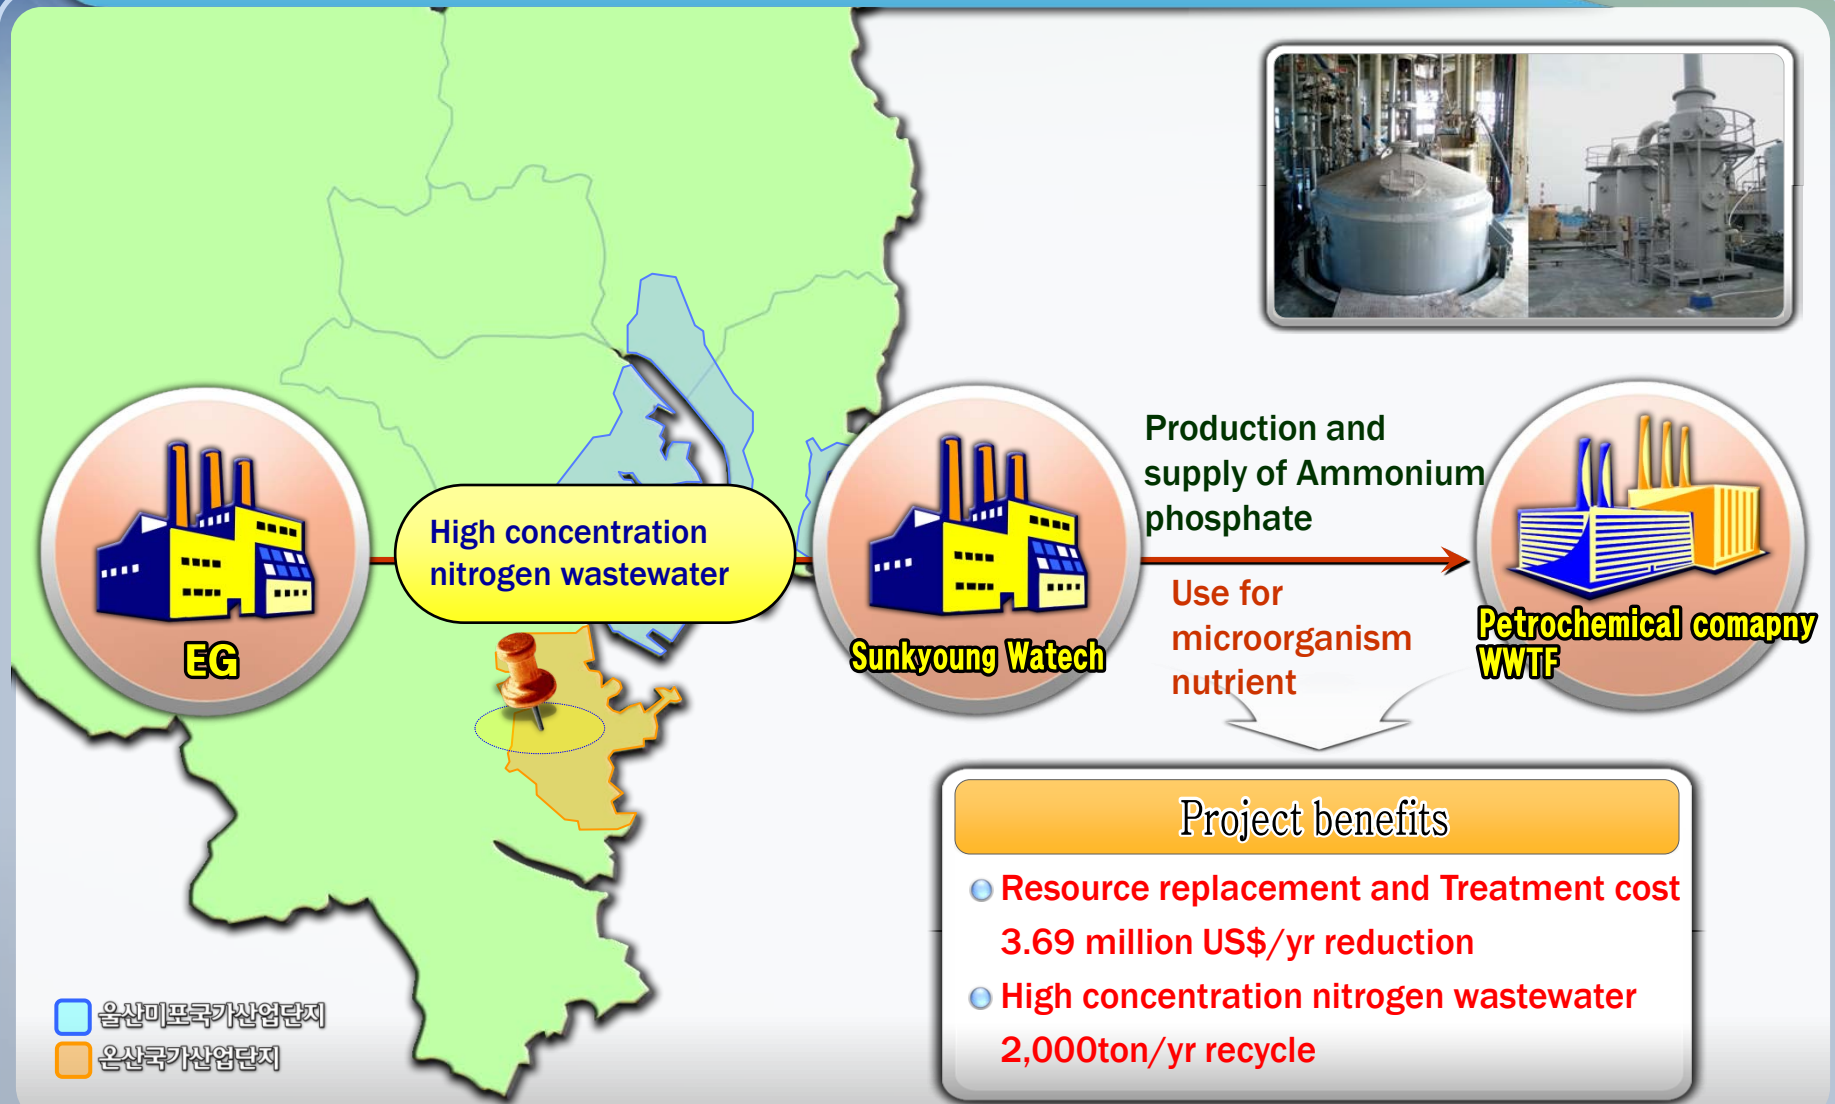 High concentration
nitrogen wastewater
EG
Sunkyoung Watech
Production and
supply of Ammonium
phosphate
Use for
microorganism
nutrient
Petrochemical comapny
WWTF
Project benefits
Resource replacement and Treatment cost
3.69 million US$/yr reduction
High concentration nitrogen wastewater
2,000ton/yr recycle
울산미포국가산업단지
온산국가산업단지